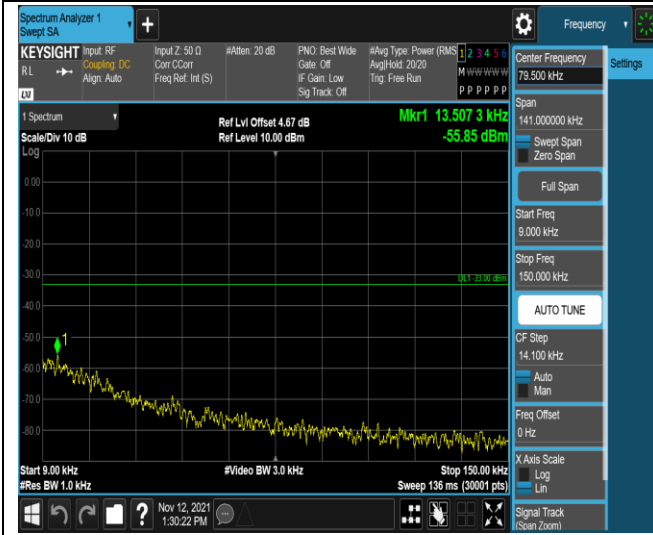 Spectrum Analyzer 1
Swept SA
+
Frequency
KEYSIGHT
RL
LXI
Input: RF
Coupling: DC
Align: Auto
Input Z: 50 Ω
Corr CCorr
Freq Ref: Int (S)
#Atten: 20 dB
PNO: Best Wide
Gate: Off
IF Gain: Low
Sig Track: Off
#Avg Type: Power (RMS
Avg|Hold: 20/20
Trig: Free Run
1 2 3 4 5 6
M W W W W W
P P P P P P
1 Spectrum
Scale/Div 10 dB
Log
Ref Lvl Offset 4.67 dB
Ref Level 10.00 dBm
Mkr1 13.507 3 kHz
-55.85 dBm
0.00
-10.0
-20.0
-30.0
DL1 -33.00 dBm
-40.0
-50.0
1
-60.0
-70.0
-80.0
Start 9.00 kHz
#Res BW 1.0 kHz
#Video BW 3.0 kHz
Stop 150.00 kHz
Sweep 136 ms (30001 pts)
?
Nov 12, 2021
1:30:22 PM
Center Frequency
79.500 kHz
Settings
Span
141.000000 kHz
Swept Span
Zero Span
Full Span
Start Freq
9.000 kHz
Stop Freq
150.000 kHz
AUTO TUNE
CF Step
14.100 kHz
Auto
Man
Freq Offset
0 Hz
X Axis Scale
Log
Lin
Signal Track
(Span Zoom)